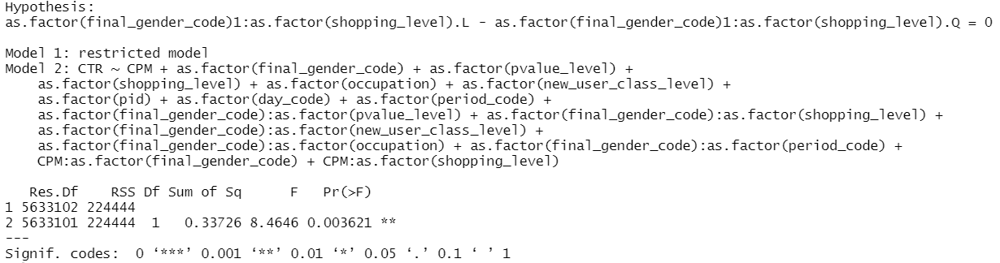 Hypothesis:
as.factor(final_gender_code)1:as.factor(shopping_level).L - as.factor(final_gender_code)1:as.factor(shopping_level).Q = 0
Model 1: restricted model
Model 2: CTR ~ CPM + as.factor(final_gender_code) + as.factor(pvalue_level) +
as.factor(shopping_level) + as.factor(occupation) + as.factor(new_user_class_level) +
as.factor(pid) + as.factor(day_code) + as.factor(period_code) +
as.factor(final_gender_code):as.factor(pvalue_level) + as.factor(final_gender_code):as.factor(shopping_level) +
as.factor(final_gender_code):as.factor(new_user_class_level) +
as.factor(final_gender_code):as.factor(occupation) + as.factor(final_gender_code):as.factor(period_code) +
CPM:as.factor(final_gender_code) + CPM:as.factor(shopping_level)
Res.Df RSS Df Sum of Sq F Pr(>F)
1 5633102 224444
2 5633101 224444 1 0.33726 8.4646 0.003621 **
---
Signif. codes: 0 ‘***’ 0.001 ‘**’ 0.01 ‘*’ 0.05 ‘.’ 0.1 ‘ ’ 1